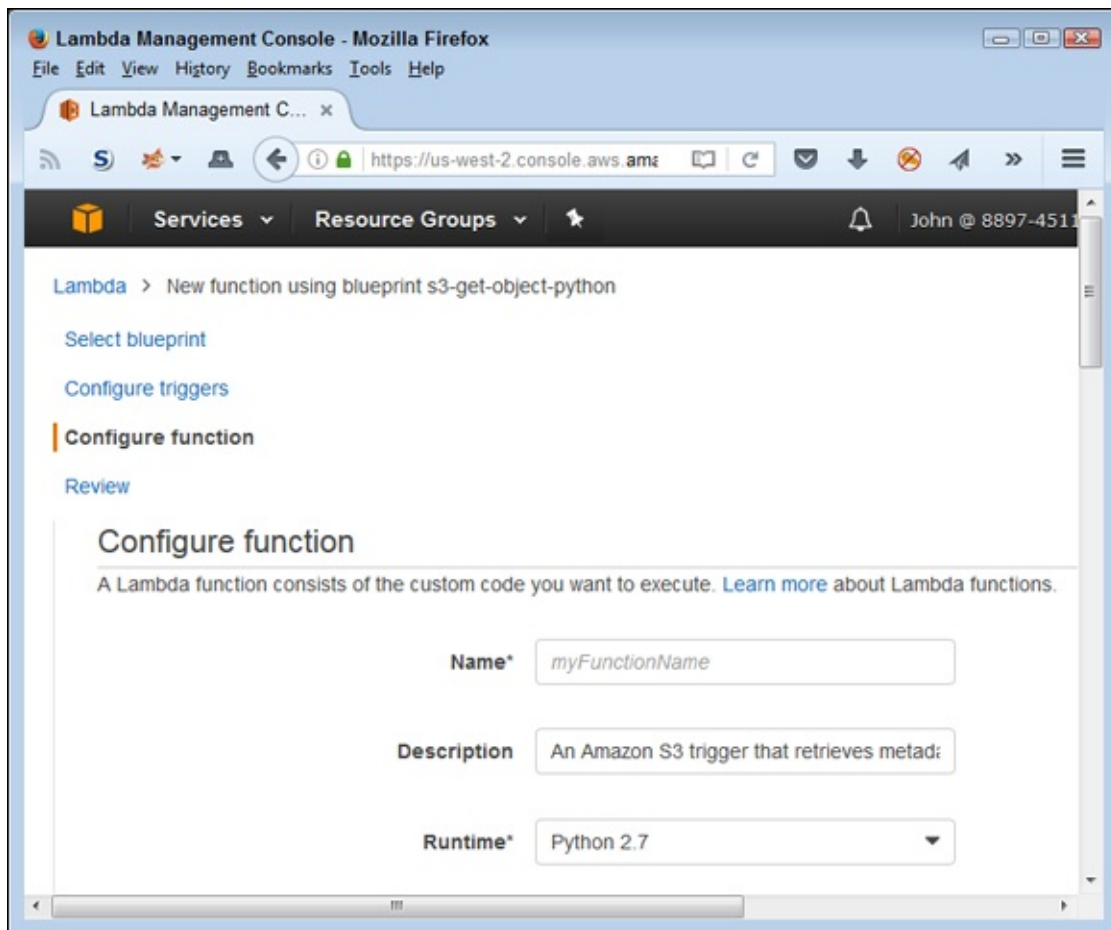 Lambda Management Console - Mozilla Firefox
File Edit View History Bookmarks Tools Help
Lambda Management C... ×
https://us-west-2.console.aws.ama
Services Resource Groups John @ 8897-4511
Lambda > New function using blueprint s3-get-object-python
Select blueprint
Configure triggers
Configure function
Review
Configure function
A Lambda function consists of the custom code you want to execute. Learn more about Lambda functions.
Name* myFunctionName
Description An Amazon S3 trigger that retrieves metada
Runtime* Python 2.7